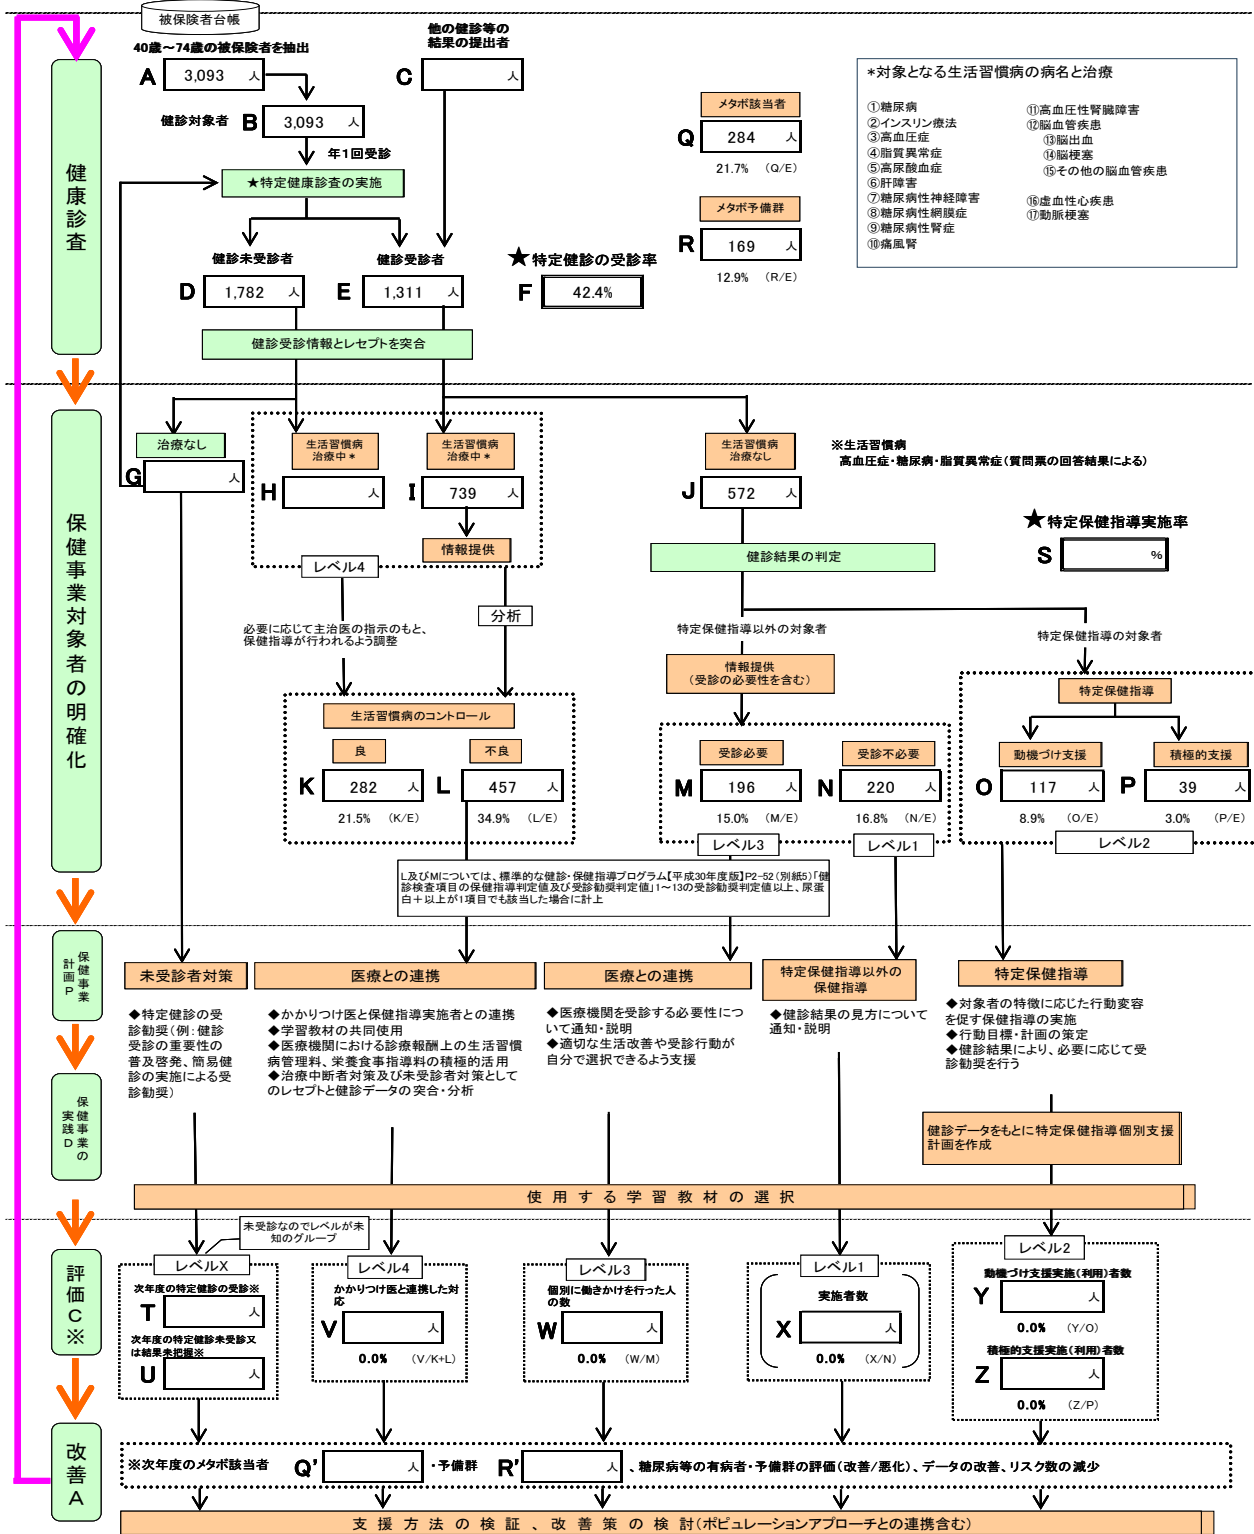 被保険者台帳
40歳～74歳の被保険者を抽出
A 3,093 人
他の健診等の
結果の提出者
C 人
健診対象者 B 3,093 人
年1回受診
★特定健康診査の実施
健診未受診者
D 1,782 人
健診受診者
E 1,311 人
★特定健診の受診率
F 42.4%
健診受診情報とレセプトを突合
メタボ該当者
Q 284 人
21.7% (Q/E)
メタボ予備群
R 169 人
12.9% (R/E)
*対象となる生活習慣病の病名と治療
①糖尿病
②インスリン療法
③高血圧症
④脂質異常症
⑤高尿酸血症
⑥肝障害
⑦糖尿病性神経障害
⑧糖尿病性網膜症
⑨糖尿病性腎症
⑩痛風腎
⑪高血圧性腎臓障害
⑫脳血管疾患
⑬脳出血
⑭脳梗塞
⑮その他の脳血管疾患
⑯虚血性心疾患
⑰動脈梗塞
健康診査
保健事業対象者の明確化
治療なし
G 人
生活習慣病
治療中*
H 人
生活習慣病
治療中*
I 739 人
情報提供
レベル4
分析
必要に応じて主治医の指示のもと、
保健指導が行われるよう調整
生活習慣病
治療なし
J 572 人
※生活習慣病
高血圧症・糖尿病・脂質異常症(質問票の回答結果による)
★特定保健指導実施率
S %
健診結果の判定
特定保健指導以外の対象者
特定保健指導の対象者
情報提供
(受診の必要性を含む)
生活習慣病のコントロール
良
K 282 人
21.5% (K/E)
不良
L 457 人
34.9% (L/E)
受診必要
M 196 人
15.0% (M/E)
レベル3
受診不必要
N 220 人
16.8% (N/E)
レベル1
特定保健指導
動機づけ支援
O 117 人
8.9% (O/E)
積極的支援
P 39 人
3.0% (P/E)
レベル2
L及びMについては、標準的な健診・保健指導プログラム【平成30年度版】P2-52(別紙5)「健
診検査項目の保健指導判定値及び受診勧奨判定値」1～13の受診勧奨判定値以上、尿蛋
白+以上が1項目でも該当した場合に計上
保健事業
計画P
保健事業の
実践D
未受診者対策
◆特定健診の受
診勧奨(例:健診
受診の重要性の
普及啓発、簡易健
診の実施による受
診勧奨)
医療との連携
◆かかりつけ医と保健指導実施者との連携
◆学習教材の共同使用
◆医療機関における診療報酬上の生活習慣
病管理料、栄養食事指導料の積極的活用
◆治療中断者対策及び未受診者対策として
のレセプトと健診データの突合・分析
医療との連携
◆医療機関を受診する必要性につ
いて通知・説明
◆適切な生活改善や受診行動が
自分で選択できるよう支援
特定保健指導以外の
保健指導
◆健診結果の見方について
通知・説明
特定保健指導
◆対象者の特徴に応じた行動変容
を促す保健指導の実施
◆行動目標・計画の策定
◆健診結果により、必要に応じて受
診勧奨を行う
健診データをもとに特定保健指導個別支援
計画を作成
使用する学習教材の選択
評価C※
未受診なのでレベルが未
知のグループ
レベルX
次年度の特定健診の受診※
T 人
次年度の特定健診未受診又
は結果未把握※
U 人
レベル4
かかりつけ医と連携した対
応
V 人
0.0% (V/K+L)
レベル3
個別に働きかけを行った人
の数
W 人
0.0% (W/M)
レベル1
実施者数
X 人
0.0% (X/N)
レベル2
動機づけ支援実施(利用)者数
Y 人
0.0% (Y/O)
積極的支援実施(利用)者数
Z 人
0.0% (Z/P)
改善A
※次年度のメタボ該当者 Q' 人 ・予備群 R' 人 、糖尿病等の有病者・予備群の評価(改善/悪化)、データの改善、リスク数の減少
支援方法の検証、改善策の検討(ポピュレーションアプローチとの連携含む)